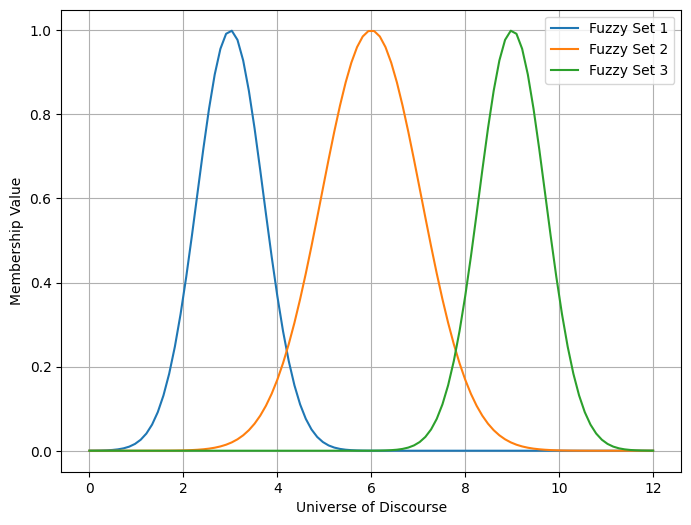 Fuzzy Set 1
Fuzzy Set 2
Fuzzy Set 3
1.0
0.8
0.6
0.4
0.2
0.0
Membership Value
0 2 4 6 8 10 12
Universe of Discourse